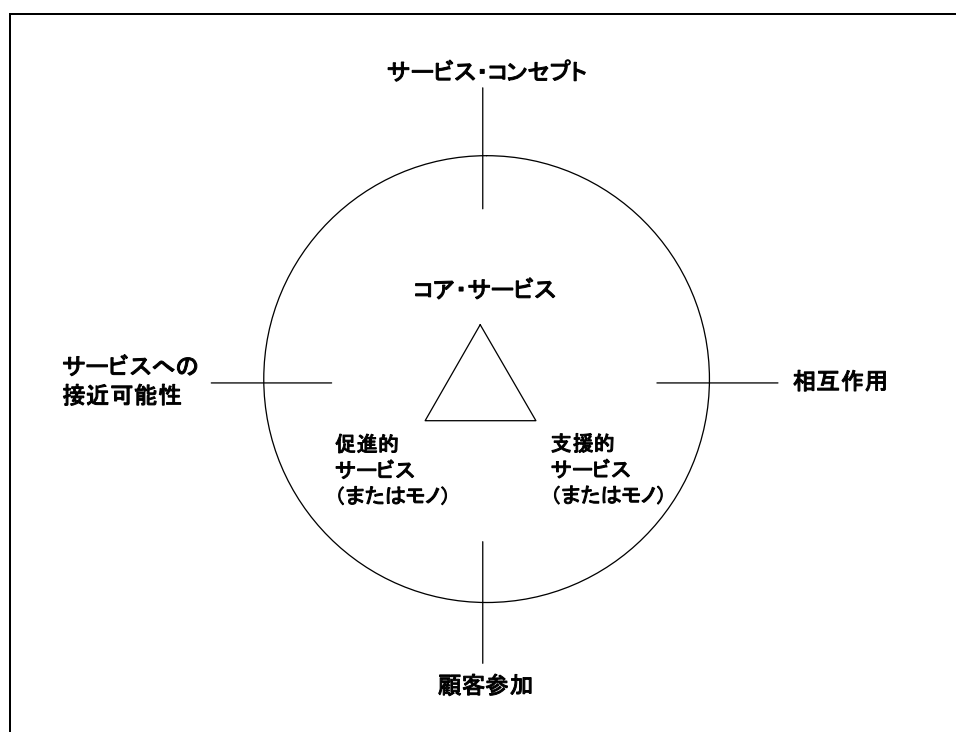 サービス・コンセプト
コア・サービス
サービスへの
接近可能性
相互作用
促進的
サービス
（またはモノ）
支援的
サービス
（またはモノ）
顧客参加